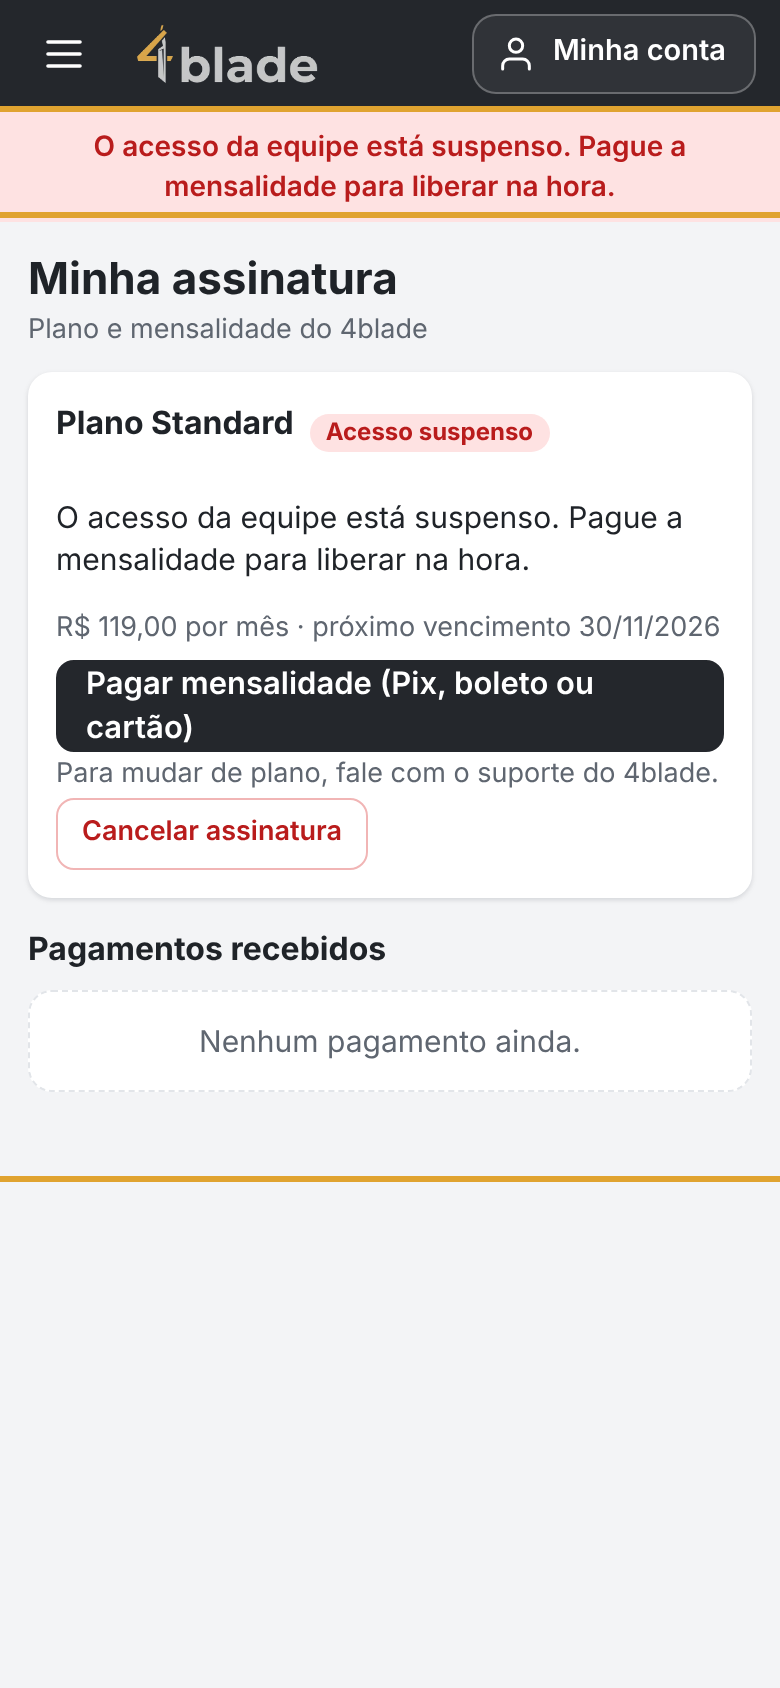 4blade
Minha conta
O acesso da equipe está suspenso. Pague a
mensalidade para liberar na hora.
Minha assinatura
Plano e mensalidade do 4blade
Plano Standard
Acesso suspenso
O acesso da equipe está suspenso. Pague a
mensalidade para liberar na hora.
R$ 119,00 por mês · próximo vencimento 30/11/2026
Pagar mensalidade (Pix, boleto ou
cartão)
Para mudar de plano, fale com o suporte do 4blade.
Cancelar assinatura
Pagamentos recebidos
Nenhum pagamento ainda.